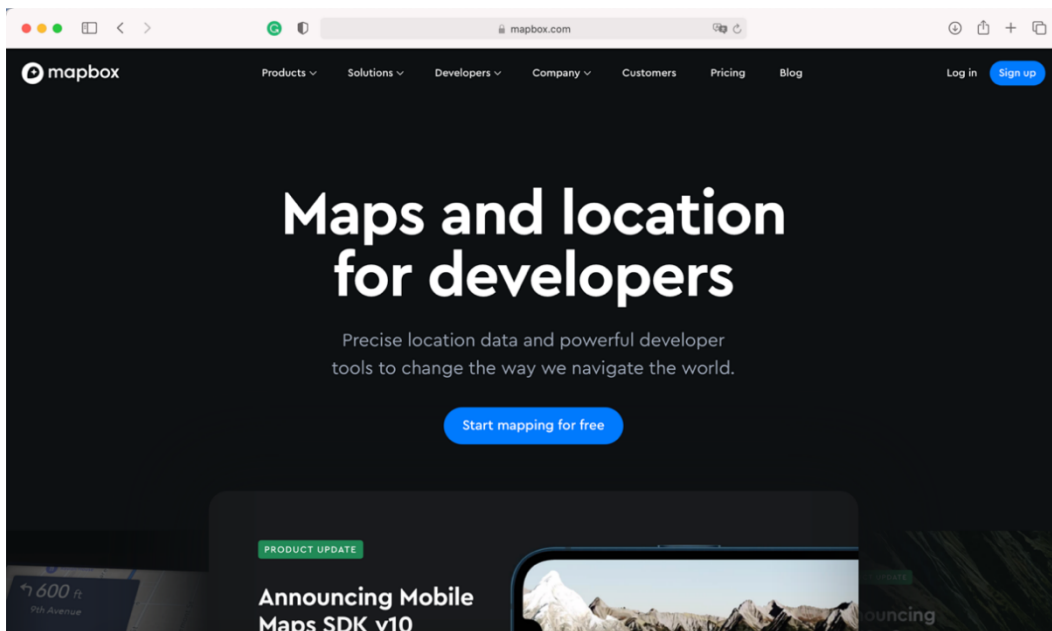 mapbox.com
mapbox
Products
Solutions
Developers
Company
Customers
Pricing
Blog
Log in
Sign up
Maps and location
for developers
Precise location data and powerful developer
tools to change the way we navigate the world.
Start mapping for free
PRODUCT UPDATE
Announcing Mobile
Maps SDK v10
600 ft
9th Avenue
UPDATE
ouncing